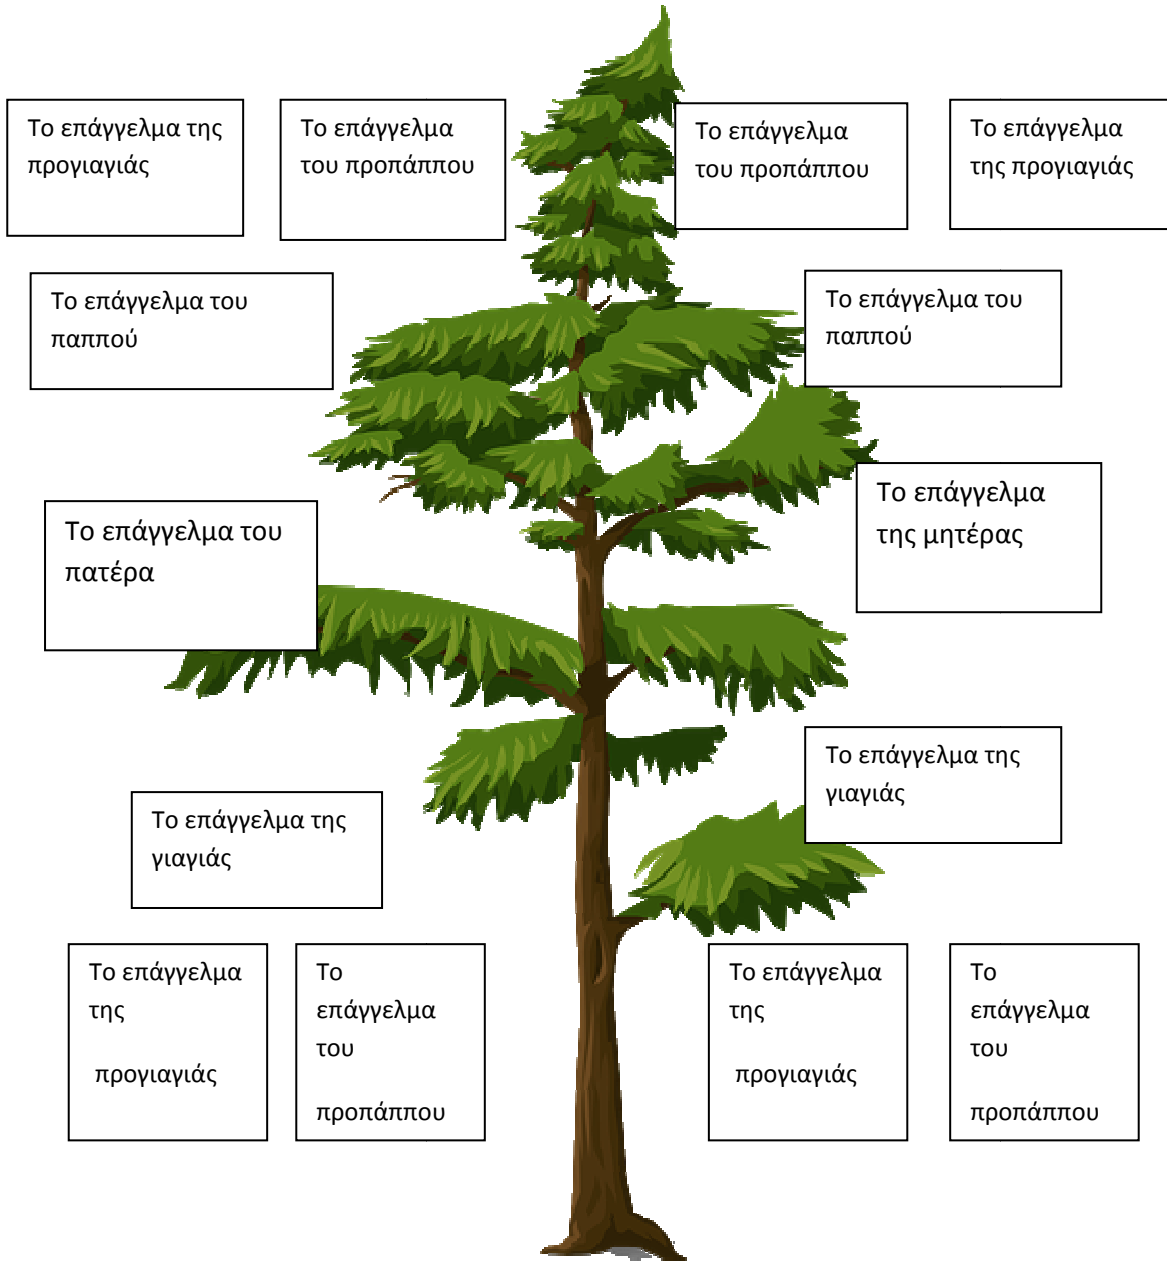 Το επάγγελμα της
προγιαγιάς
Το επάγγελμα
του προπάππου
Το επάγγελμα
του προπάππου
Το επάγγελμα
της προγιαγιάς
Το επάγγελμα του
παππού
Το επάγγελμα του
παππού
Το επάγγελμα του
πατέρα
Το επάγγελμα
της μητέρας
Το επάγγελμα της
γιαγιάς
Το επάγγελμα της
γιαγιάς
Το επάγγελμα
της
προγιαγιάς
Το
επάγγελμα
του
προπάππου
Το επάγγελμα
της
προγιαγιάς
Το
επάγγελμα
του
προπάππου